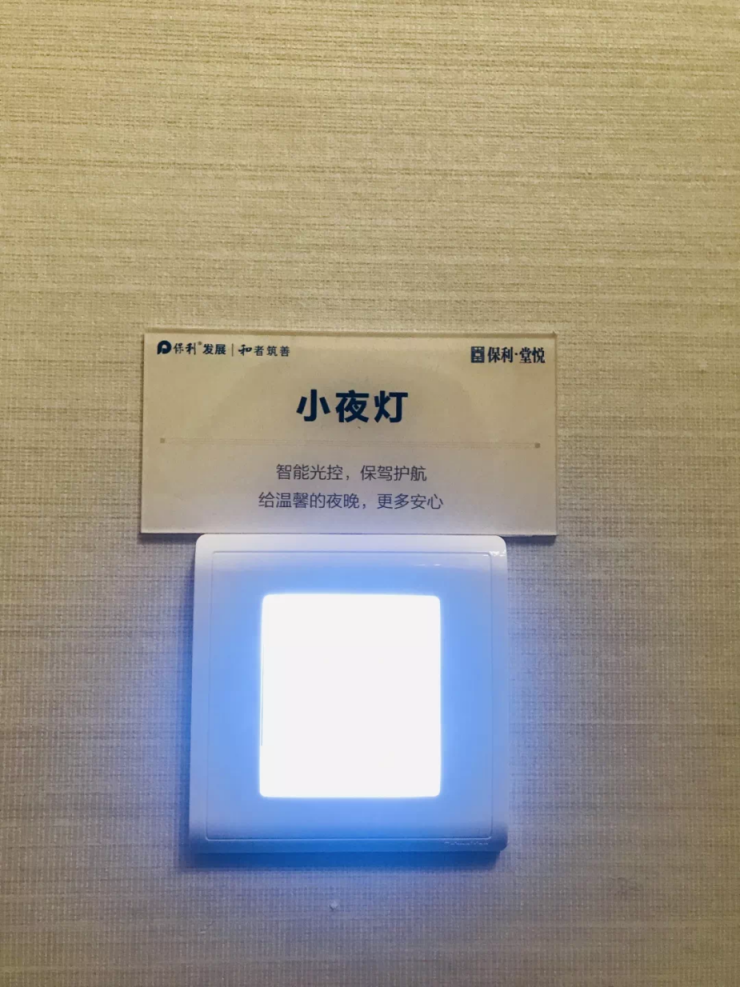 保利®发展 | 和者筑善
保利·堂悦
小夜灯
智能光控，保驾护航
给温馨的夜晚，更多安心